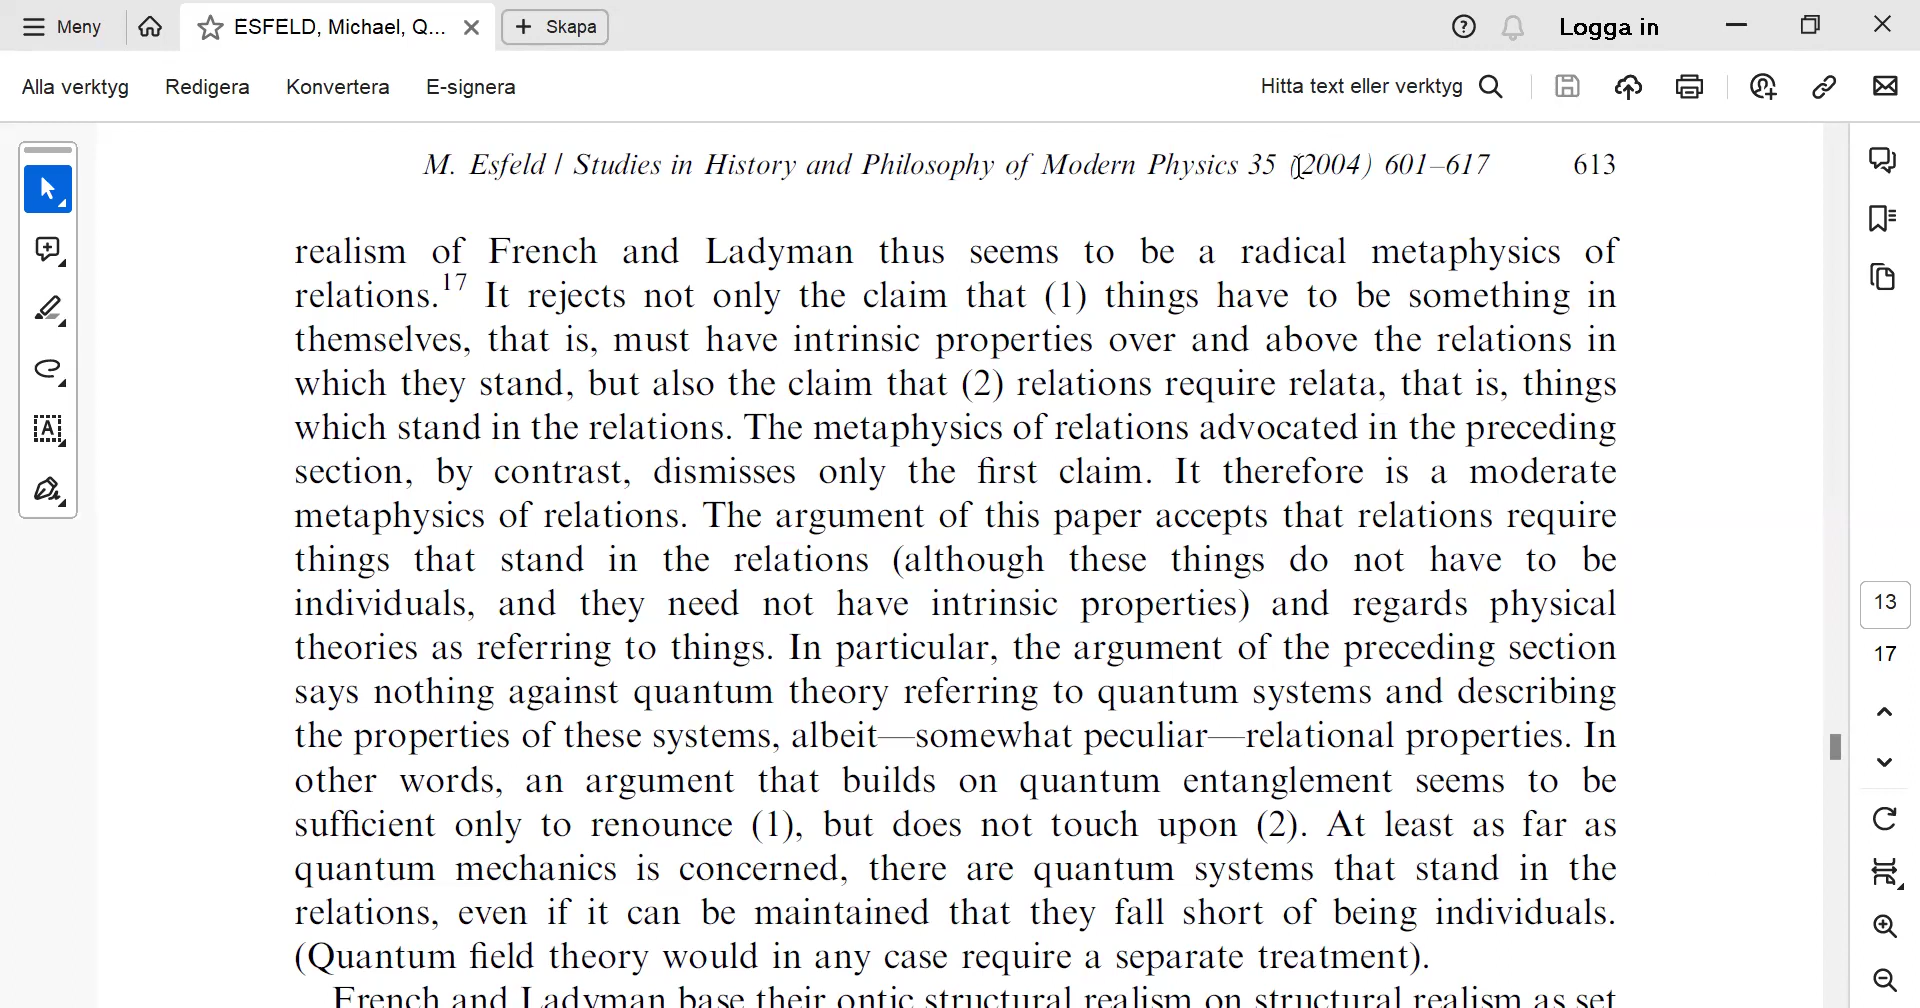 Meny
ESFELD, Michael, Q...
Skapa
Logga in
Alla verktyg
Redigera
Konvertera
E-signera
Hitta text eller verktyg
M. Esfeld / Studies in History and Philosophy of Modern Physics 35 (2004) 601–617 613
realism of French and Ladyman thus seems to be a radical metaphysics of
relations.17 It rejects not only the claim that (1) things have to be something in
themselves, that is, must have intrinsic properties over and above the relations in
which they stand, but also the claim that (2) relations require relata, that is, things
which stand in the relations. The metaphysics of relations advocated in the preceding
section, by contrast, dismisses only the first claim. It therefore is a moderate
metaphysics of relations. The argument of this paper accepts that relations require
things that stand in the relations (although these things do not have to be
individuals, and they need not have intrinsic properties) and regards physical
theories as referring to things. In particular, the argument of the preceding section
says nothing against quantum theory referring to quantum systems and describing
the properties of these systems, albeit—somewhat peculiar—relational properties. In
other words, an argument that builds on quantum entanglement seems to be
sufficient only to renounce (1), but does not touch upon (2). At least as far as
quantum mechanics is concerned, there are quantum systems that stand in the
relations, even if it can be maintained that they fall short of being individuals.
(Quantum field theory would in any case require a separate treatment).
French and Ladyman base their ontic structural realism on structural realism as set
13
17